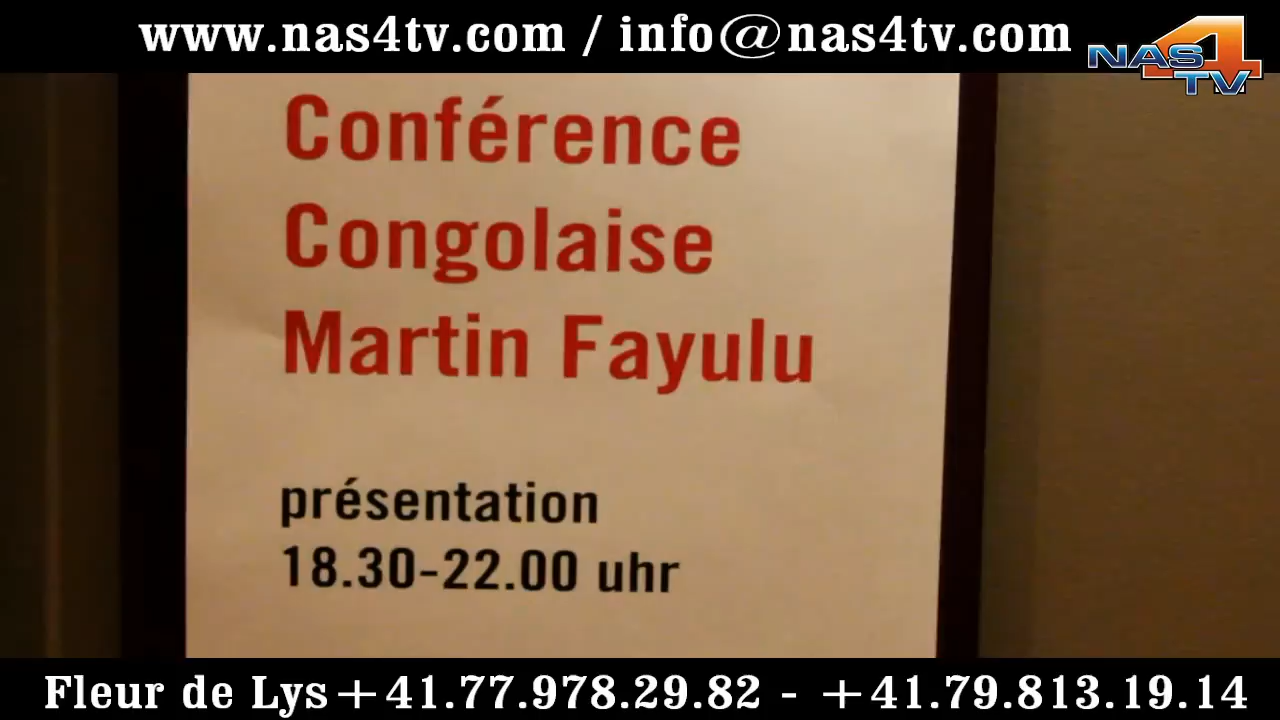 www.nas4tv.com / info@nas4tv.com
NAS 4
TV
Conférence
Congolaise
Martin Fayulu
présentation
18.30-22.00 uhr
Fleur de Lys +41.77.978.29.82 - +41.79.813.19.14